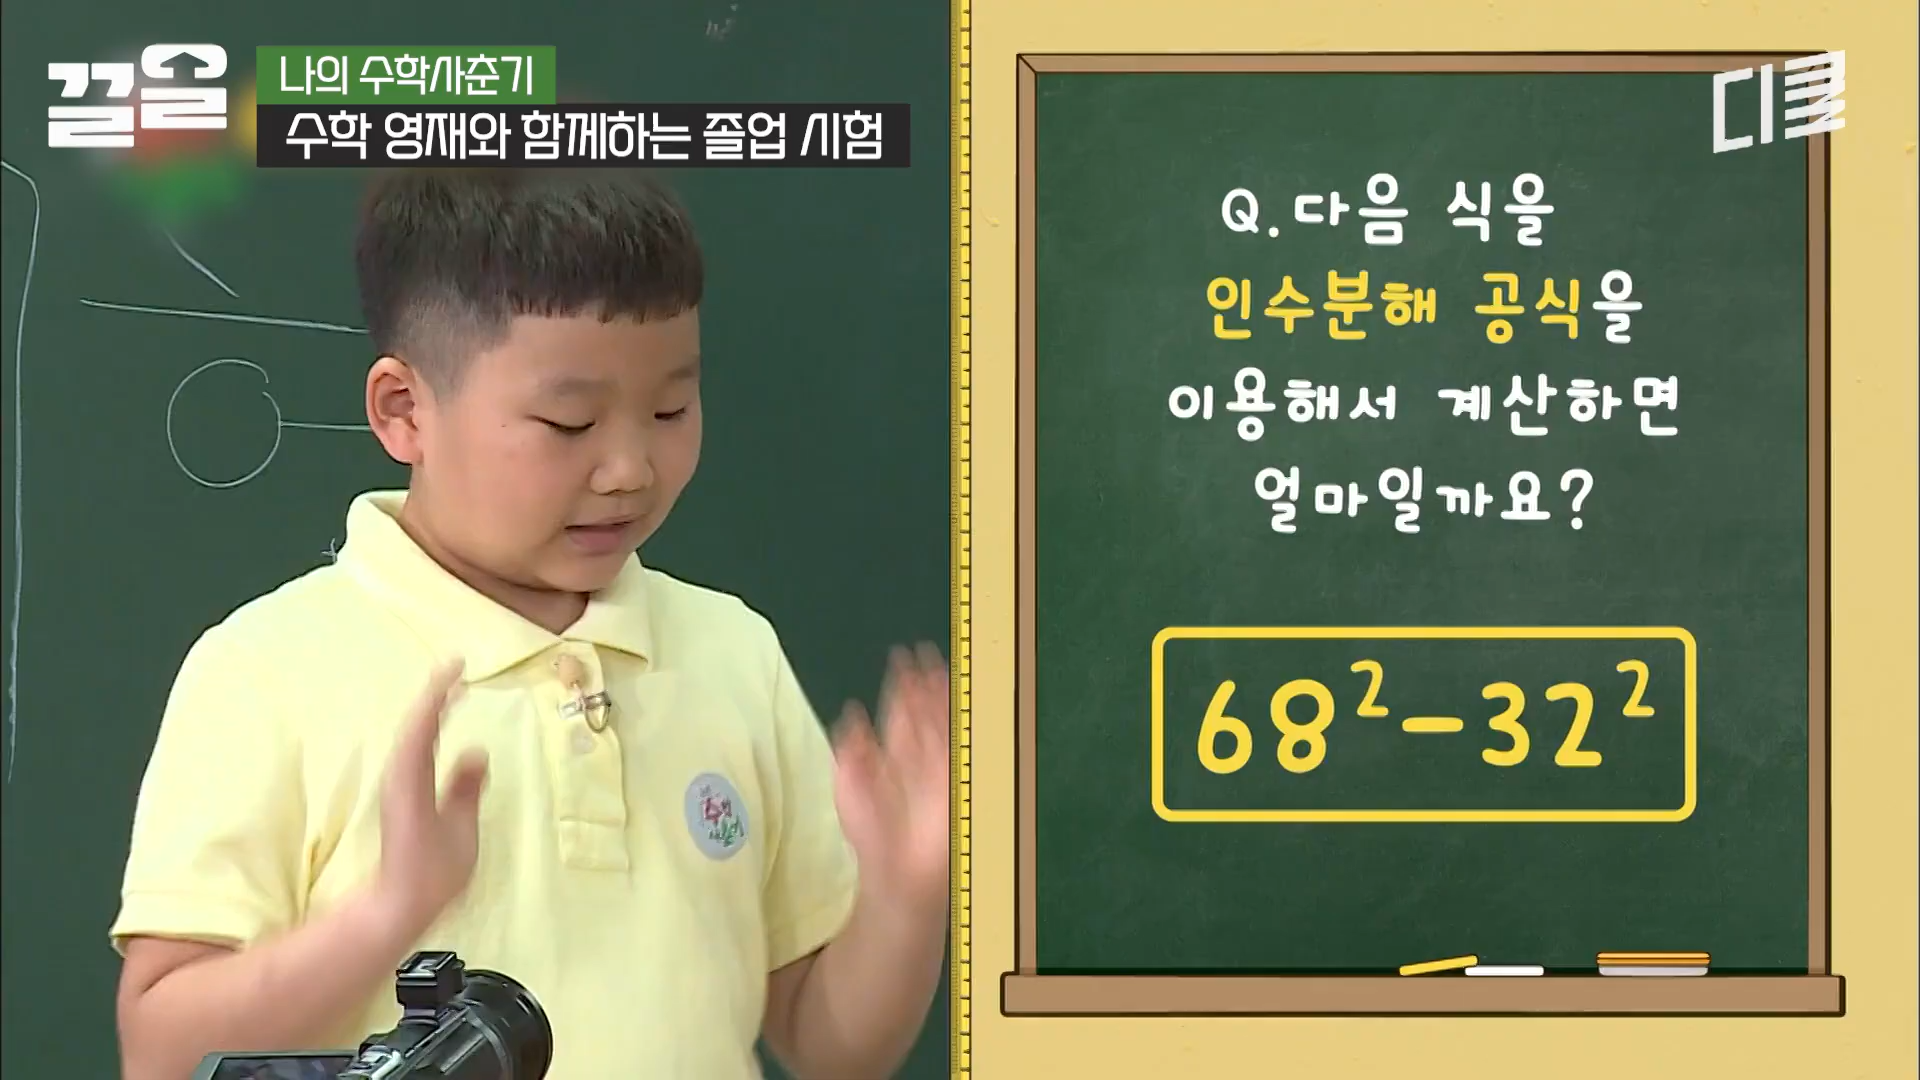 끌올
나의 수학사춘기
수학 영재와 함께하는 졸업 시험
디클
Q. 다음 식을
인수분해 공식을
이용해서 계산하면
얼마일까요?
68²-32²